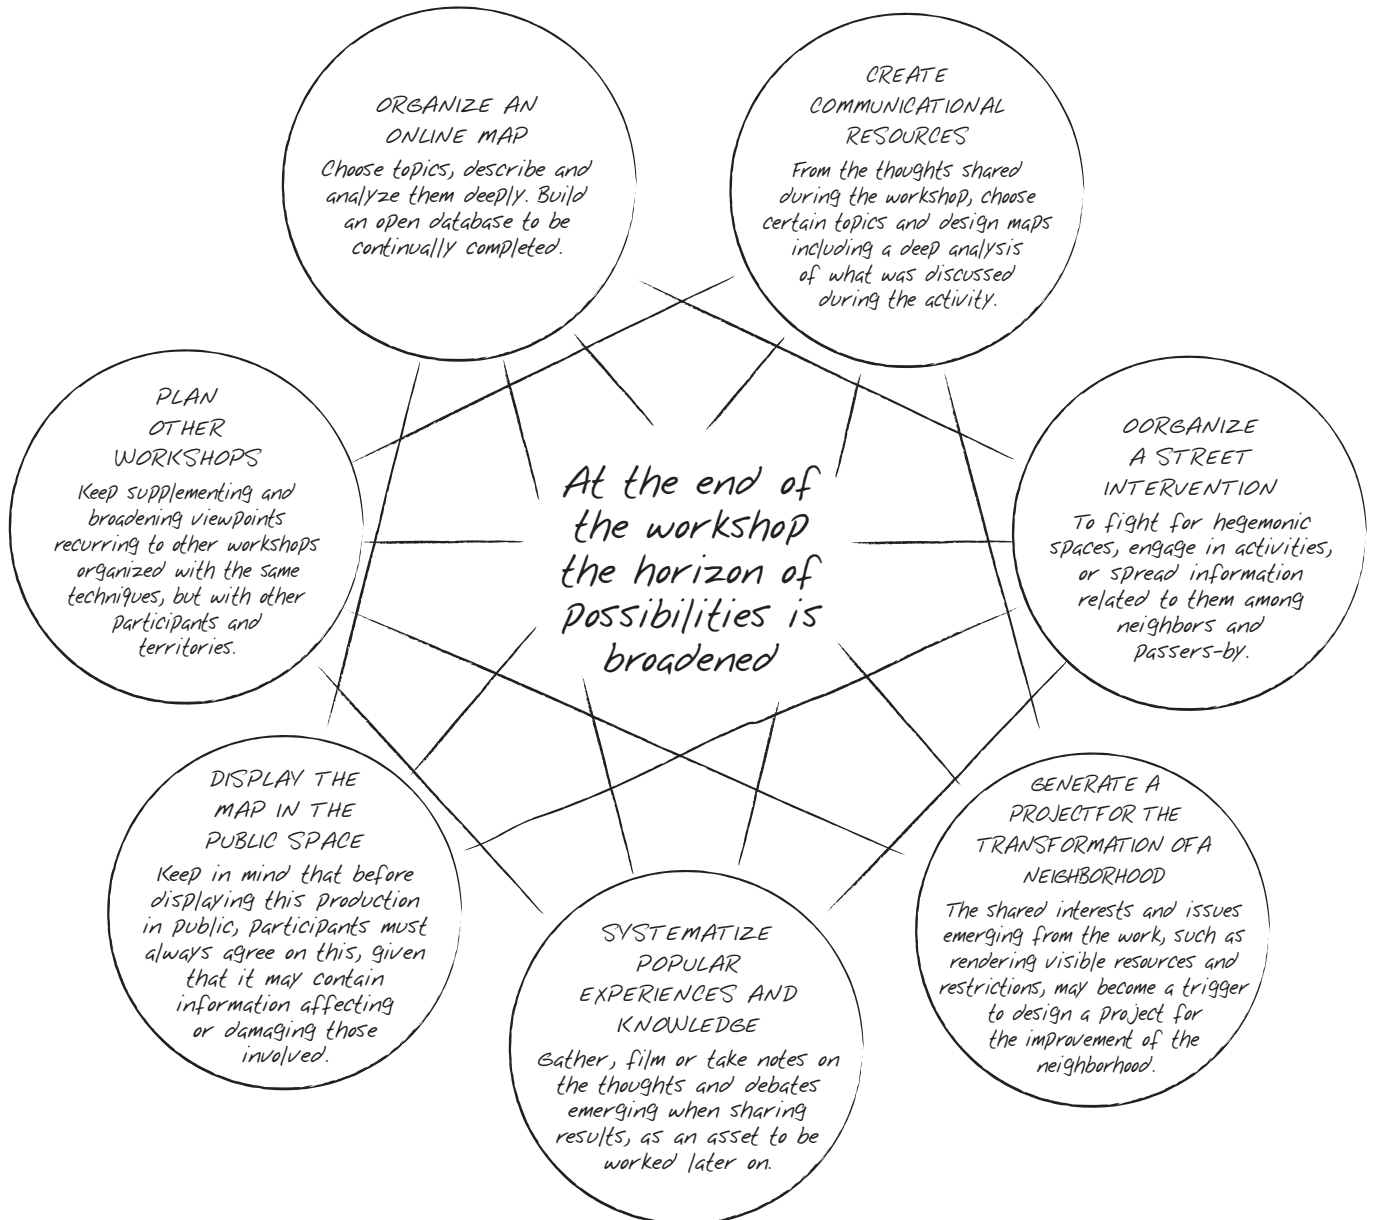 ORGANIZE AN
ONLINE MAP
Choose topics, describe and
analyze them deeply. Build
an open database to be
continually completed.
CREATE
COMMUNICATIONAL
RESOURCES
From the thoughts shared
during the workshop, choose
certain topics and design maps
including a deep analysis
of what was discussed
during the activity.
PLAN
OTHER
WORKSHOPS
Keep supplementing and
broadening viewpoints
recurring to other workshops
organized with the same
techniques, but with other
participants and
territories.
At the end of
the workshop
the horizon of
possibilities is
broadened
OORGANIZE
A STREET
INTERVENTION
To fight for hegemonic
spaces, engage in activities,
or spread information
related to them among
neighbors and
passers-by.
DISPLAY THE
MAP IN THE
PUBLIC SPACE
Keep in mind that before
displaying this production
in public, participants must
always agree on this, given
that it may contain
information affecting
or damaging those
involved.
SYSTEMATIZE
POPULAR
EXPERIENCES AND
KNOWLEDGE
Gather, film or take notes on
the thoughts and debates
emerging when sharing
results, as an asset to be
worked later on.
GENERATE A
PROJECTFOR THE
TRANSFORMATION OF A
NEIGHBORHOOD
The shared interests and issues
emerging from the work, such as
rendering visible resources and
restrictions, may become a trigger
to design a project for
the improvement of the
neighborhood.